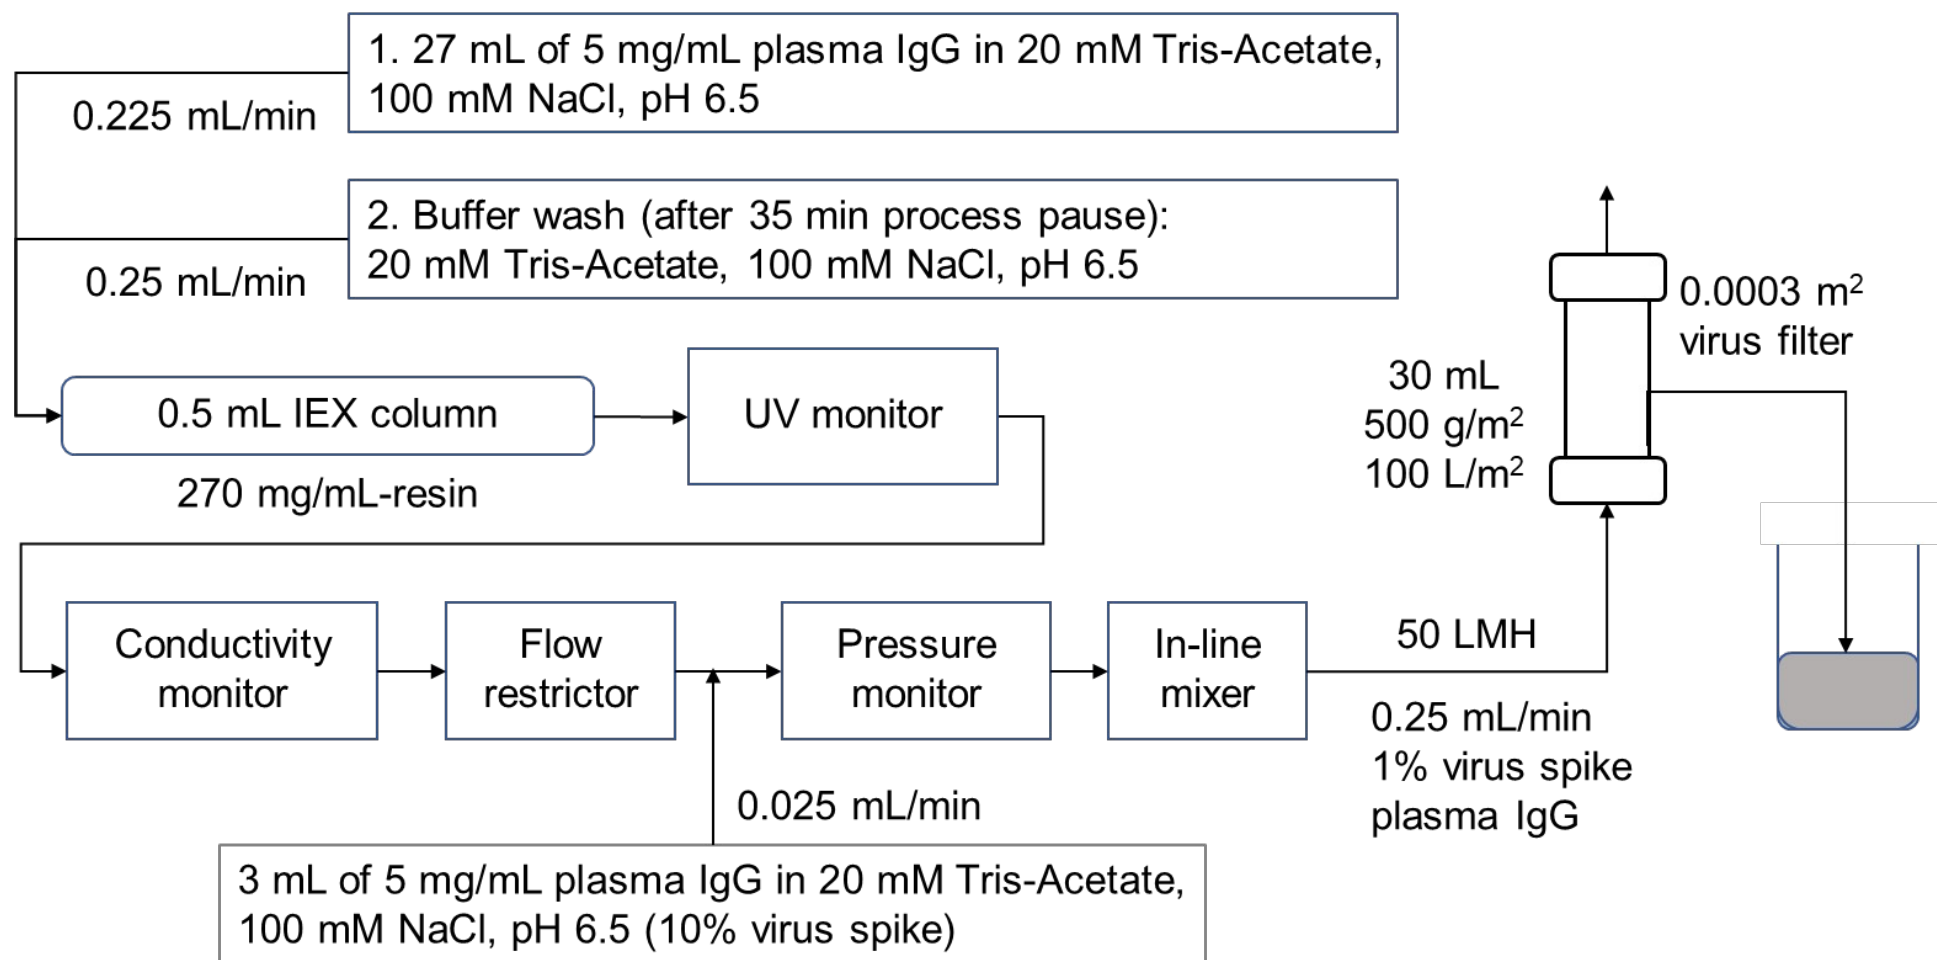 1. 27 mL of 5 mg/mL plasma IgG in 20 mM Tris-Acetate,
100 mM NaCl, pH 6.5
0.225 mL/min
2. Buffer wash (after 35 min process pause):
20 mM Tris-Acetate, 100 mM NaCl, pH 6.5
0.25 mL/min
0.5 mL IEX column
270 mg/mL-resin
UV monitor
Conductivity
monitor
Flow
restrictor
Pressure
monitor
In-line
mixer
0.025 mL/min
3 mL of 5 mg/mL plasma IgG in 20 mM Tris-Acetate,
100 mM NaCl, pH 6.5 (10% virus spike)
50 LMH
0.25 mL/min
1% virus spike
plasma IgG
30 mL
500 g/m²
100 L/m²
0.0003 m²
virus filter